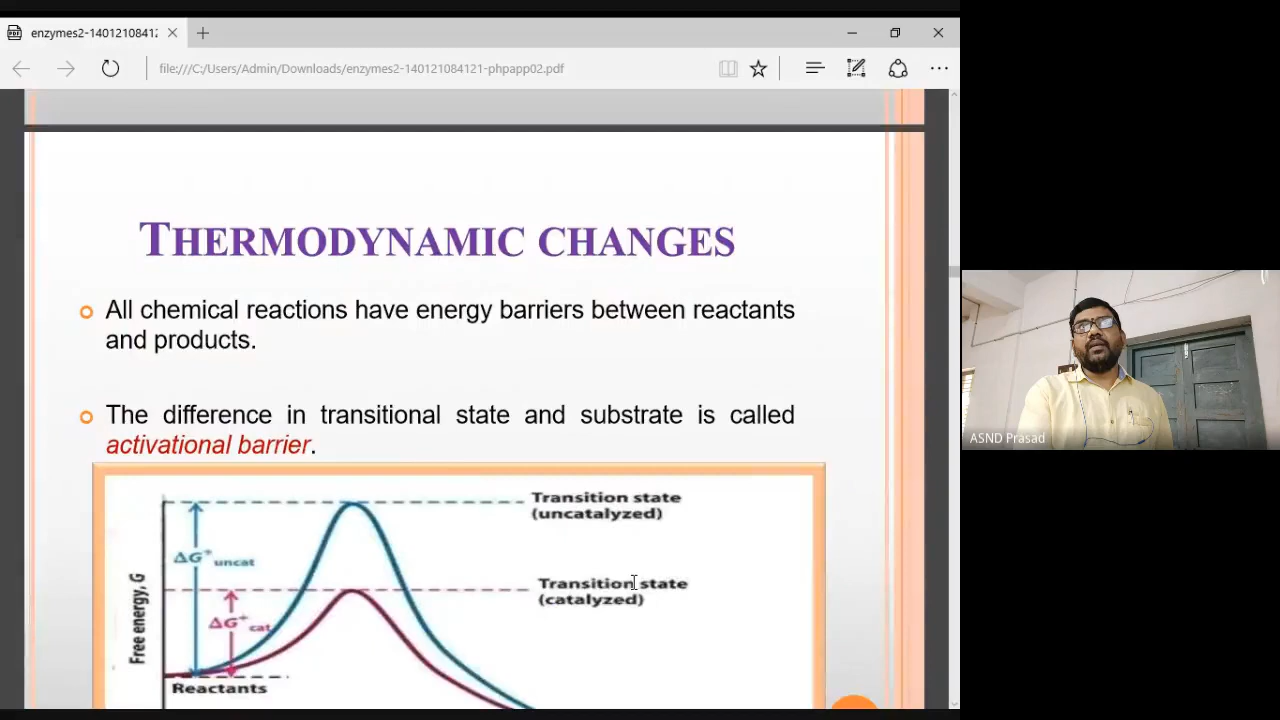 enzymes2-140121084121
file:///C:/Users/Admin/Downloads/enzymes2-140121084121-phpapp02.pdf
THERMODYNAMIC CHANGES
All chemical reactions have energy barriers between reactants
and products.
The difference in transitional state and substrate is called
activational barrier.
Transition state
(uncatalyzed)
ΔG‡uncat
Transition state
(catalyzed)
ΔG‡cat
Free energy, G
Reactants
ASND Prasad